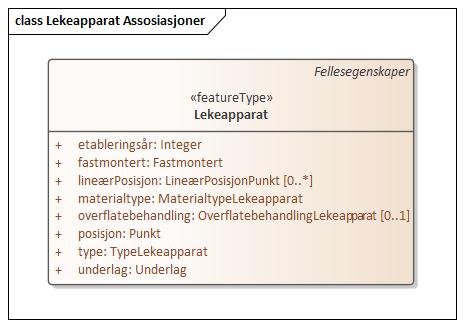 class Lekeapparat Assosiasjoner
Fellesegenskaper
«featureType»
Lekeapparat
+ etableringsår: Integer
+ fastmontert: Fastmontert
+ lineærPosisjon: LineærPosisjonPunkt [0..*]
+ materialtype: MaterialtypeLekeapparat
+ overflatebehandling: OverflatebehandlingLekeapparat [0..1]
+ posisjon: Punkt
+ type: TypeLekeapparat
+ underlag: Underlag